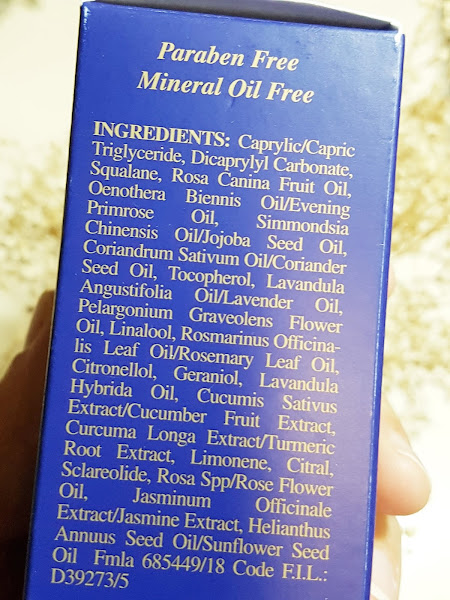 Paraben Free
Mineral Oil Free
INGREDIENTS: Caprylic/Capric
Triglyceride, Dicaprylyl Carbonate,
Squalane, Rosa Canina Fruit Oil,
Oenothera Biennis Oil/Evening
Primrose Oil, Simmondsia
Chinensis Oil/Jojoba Seed Oil,
Coriandrum Sativum Oil/Coriander
Seed Oil, Tocopherol, Lavandula
Angustifolia Oil/Lavender Oil,
Pelargonium Graveolens Flower
Oil, Linalool, Rosmarinus Officina-
lis Leaf Oil/Rosemary Leaf Oil,
Citronellol, Geraniol, Lavandula
Hybrida Oil, Cucumis Sativus
Extract/Cucumber Fruit Extract,
Curcuma Longa Extract/Turmeric
Root Extract, Limonene, Citral,
Sclareolide, Rosa Spp/Rose Flower
Oil, Jasminum Officinale
Extract/Jasmine Extract, Helianthus
Annuus Seed Oil/Sunflower Seed
Oil Fmla 685449/18 Code F.I.L.:
D39273/5